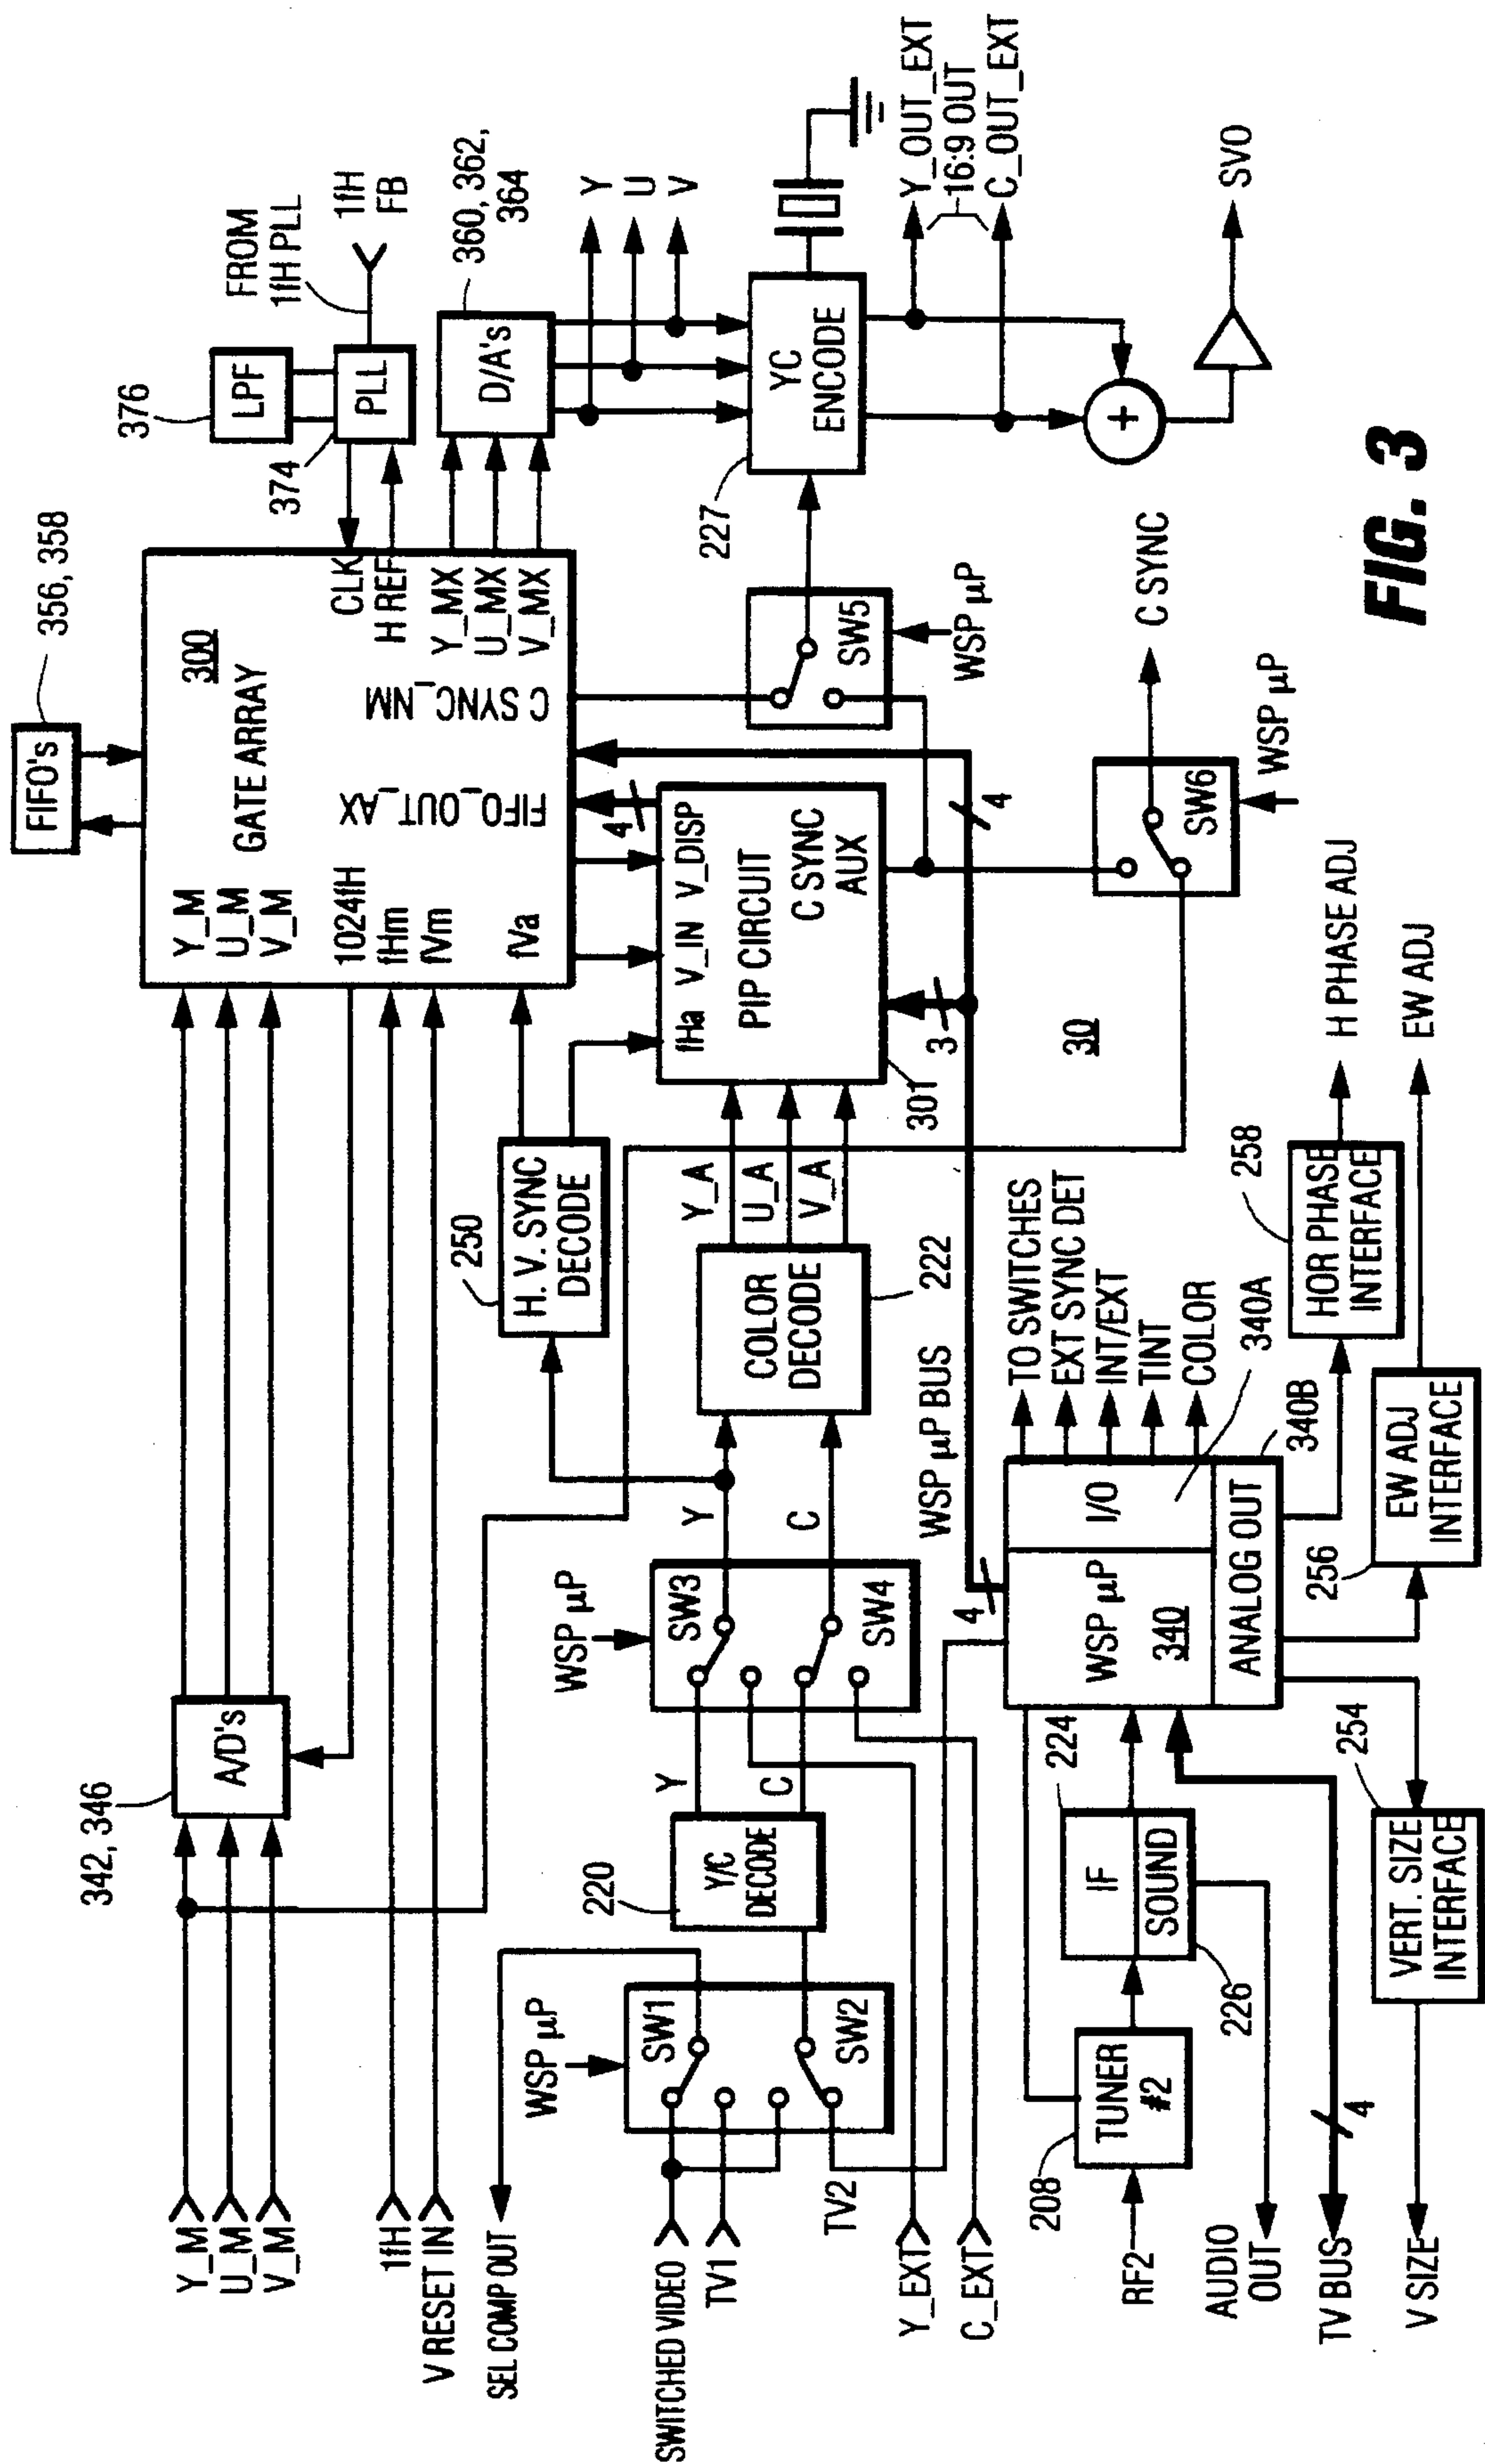 Y_M
U_M
V_M
1fH
V RESET IN
SEL COMP OUT
SWITCHED VIDEO
TV1
TV2
Y_EXT
C_EXT
RF2
AUDIO
OUT
TV BUS
4
V SIZE
342, 346
A/D's
WSP µP
SW1
SW2
220
Y/C
DECODE
Y
C
WSP µP
SW3
SW4
Y
C
208
TUNER
#2
224
IF
SOUND
226
254
VERT. SIZE
INTERFACE
WSP µP
340
I/O
ANALOG OUT
340A
340B
4
WSP µP BUS
TO SWITCHES
EXT SYNC DET
INT/EXT
TINT
COLOR
256
EW ADJ
INTERFACE
EW ADJ
258
HOR PHASE
INTERFACE
H PHASE ADJ
250
H. V. SYNC
DECODE
COLOR
DECODE
222
Y_A
U_A
V_A
FIFO's
356, 358
300
GATE ARRAY
Y_M
U_M
V_M
1024fH
fHm
fVm
fVa
FIFO_OUT_AX
C SYNC_NM
CLK
H REF
Y_MX
U_MX
V_MX
4
fHa
V_IN
V_DISP
PIP CIRCUIT
C SYNC
AUX
301
3
4
30
SW5
WSP µP
SW6
WSP µP
C SYNC
376
LPF
374
PLL
FROM
1fH PLL
1fH
FB
D/A's
360, 362,
364
Y
U
V
227
YC
ENCODE
Y_OUT_EXT
16:9 OUT
C_OUT_EXT
+
SVO
FIG. 3